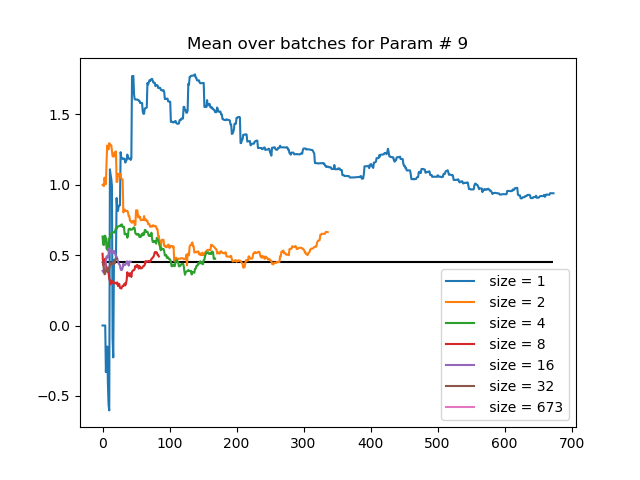 Mean over batches for Param # 9
1.5
1.0
0.5
0.0
−0.5
0 100 200 300 400 500 600 700
size = 1
size = 2
size = 4
size = 8
size = 16
size = 32
size = 673